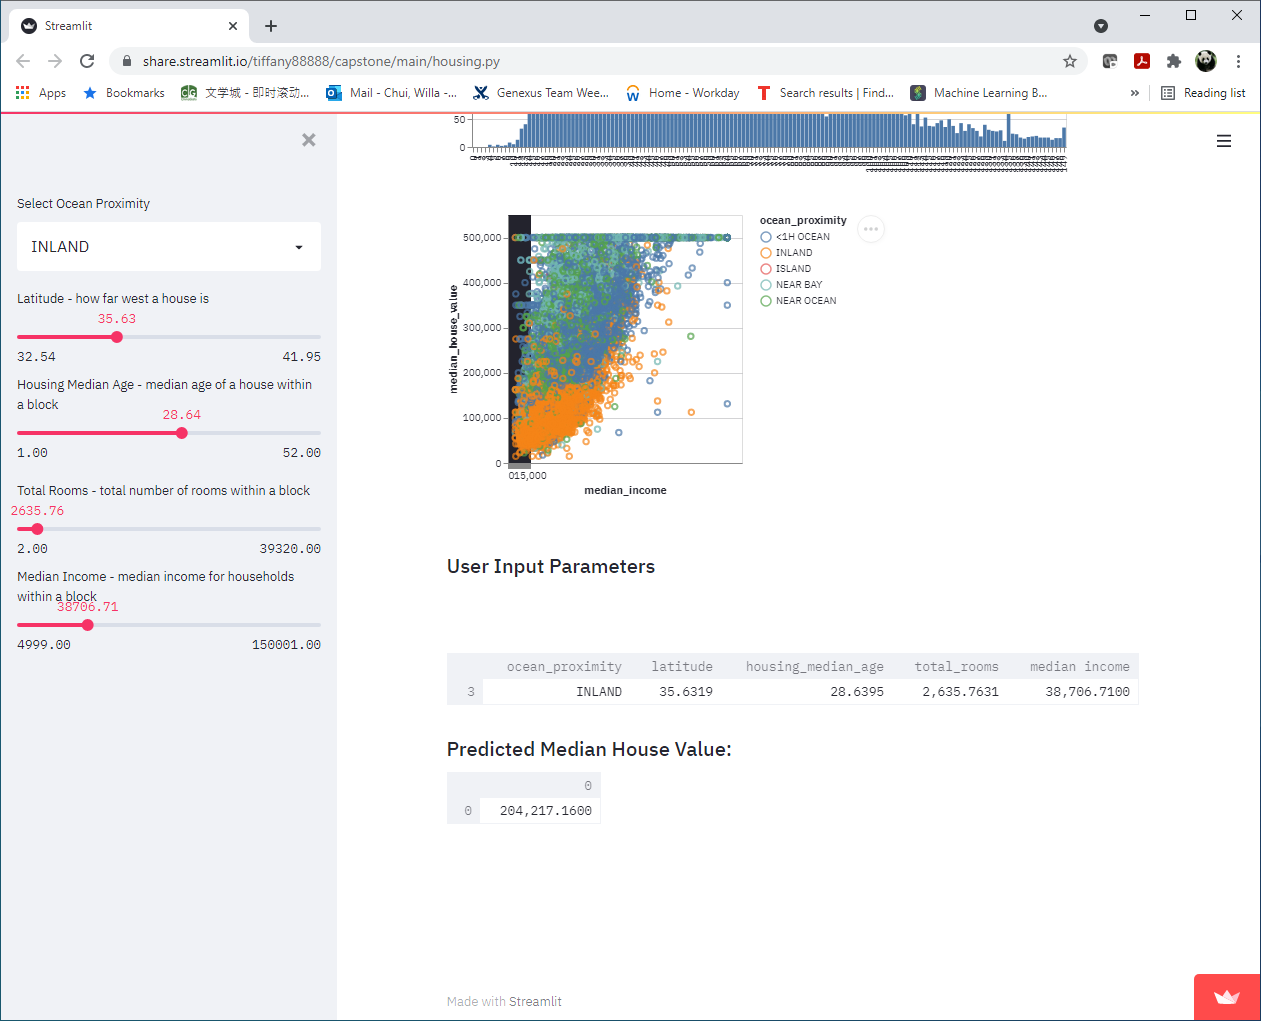 Streamlit
share.streamlit.io/tiffany88888/capstone/main/housing.py
Apps
Bookmarks
文学城 - 即时滚动...
Mail - Chui, Willa -...
Genexus Team Wee...
Home - Workday
Search results | Find...
Machine Learning B...
»
Reading list
Select Ocean Proximity
INLAND
Latitude - how far west a house is
35.63
32.54
41.95
Housing Median Age - median age of a house within
a block
28.64
1.00
52.00
Total Rooms - total number of rooms within a block
2635.76
2.00
39320.00
Median Income - median income for households
within a block
38706.71
4999.00
150001.00
50
0
ocean_proximity
<1H OCEAN
INLAND
ISLAND
NEAR BAY
NEAR OCEAN
500,000
400,000
300,000
200,000
100,000
0
median_house_value
015,000
median_income
User Input Parameters
ocean_proximity latitude housing_median_age total_rooms median income
3 INLAND 35.6319 28.6395 2,635.7631 38,706.7100
Predicted Median House Value:
0
0 204,217.1600
Made with Streamlit